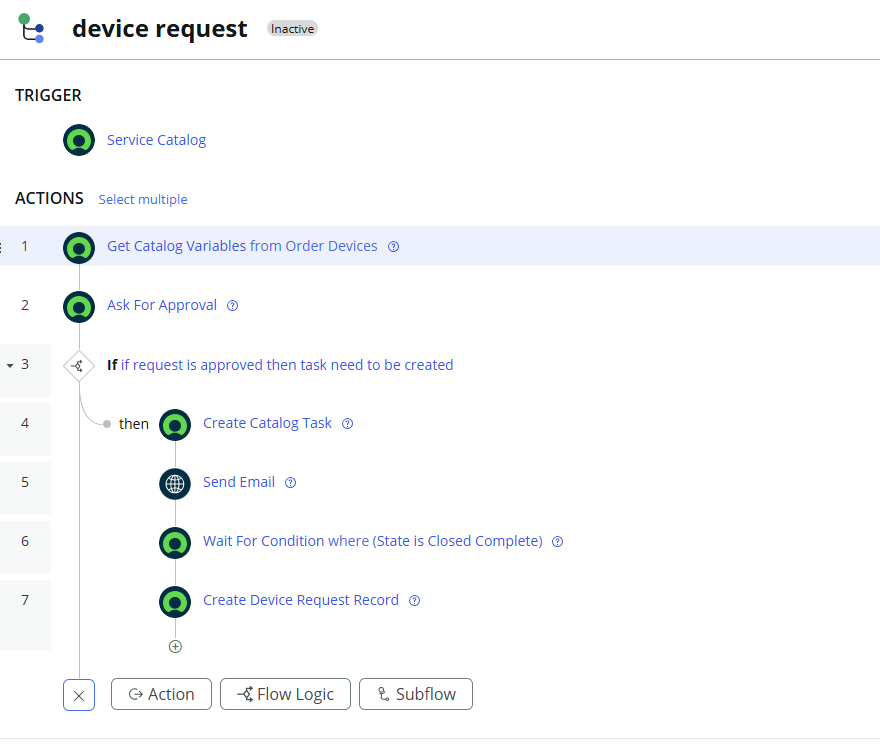 device request Inactive
TRIGGER
Service Catalog
ACTIONS Select multiple
1 Get Catalog Variables from Order Devices
2 Ask For Approval
3 If if request is approved then task need to be created
4 then Create Catalog Task
5 Send Email
6 Wait For Condition where (State is Closed Complete)
7 Create Device Request Record
Action Flow Logic Subflow